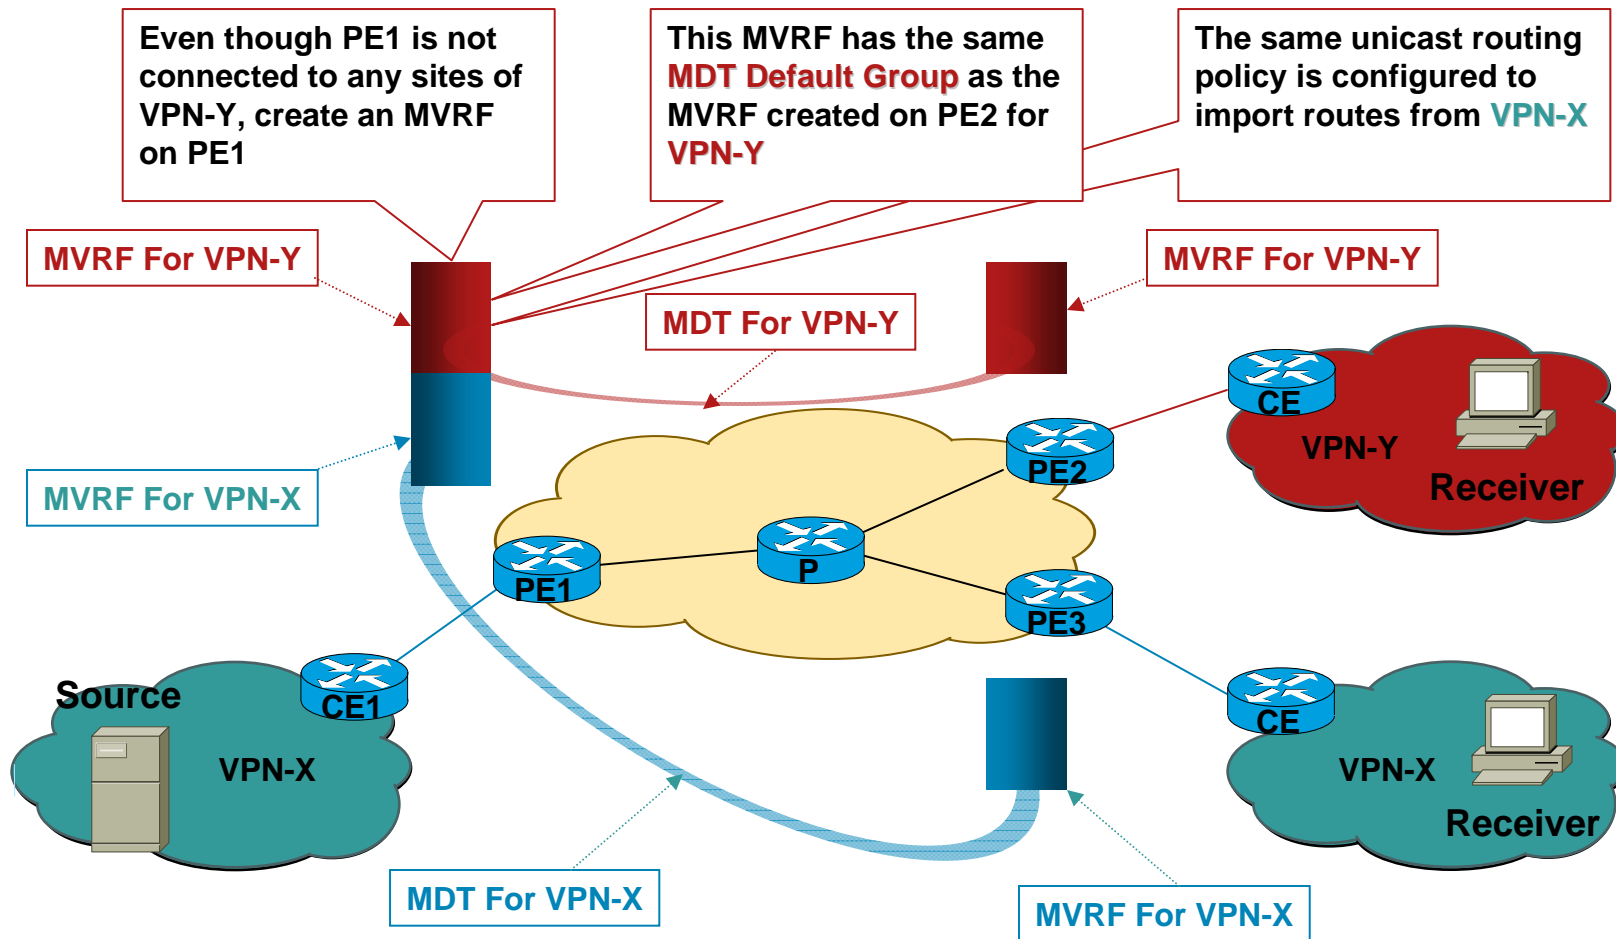 Even though PE1 is not
connected to any sites of
VPN-Y, create an MVRF
on PE1
This MVRF has the same
MDT Default Group as the
MVRF created on PE2 for
VPN-Y
The same unicast routing
policy is configured to
import routes from VPN-X
MVRF For VPN-Y
MVRF For VPN-Y
MDT For VPN-Y
CE
VPN-Y
PE2
Receiver
MVRF For VPN-X
P
PE1
PE3
Source
CE1
CE
VPN-X
VPN-X
Receiver
MDT For VPN-X
MVRF For VPN-X